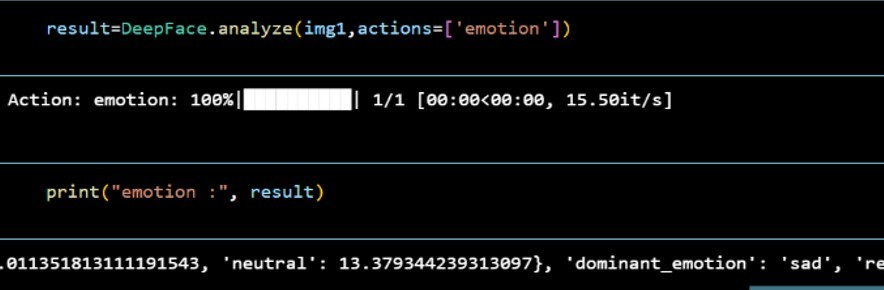 result=DeepFace.analyze(img1,actions=['emotion'])
Action: emotion: 100%|██████████| 1/1 [00:00<00:00, 15.50it/s]
print("emotion :", result)
.011351813111191543, 'neutral': 13.379344239313097}, 'dominant_emotion': 'sad', 're